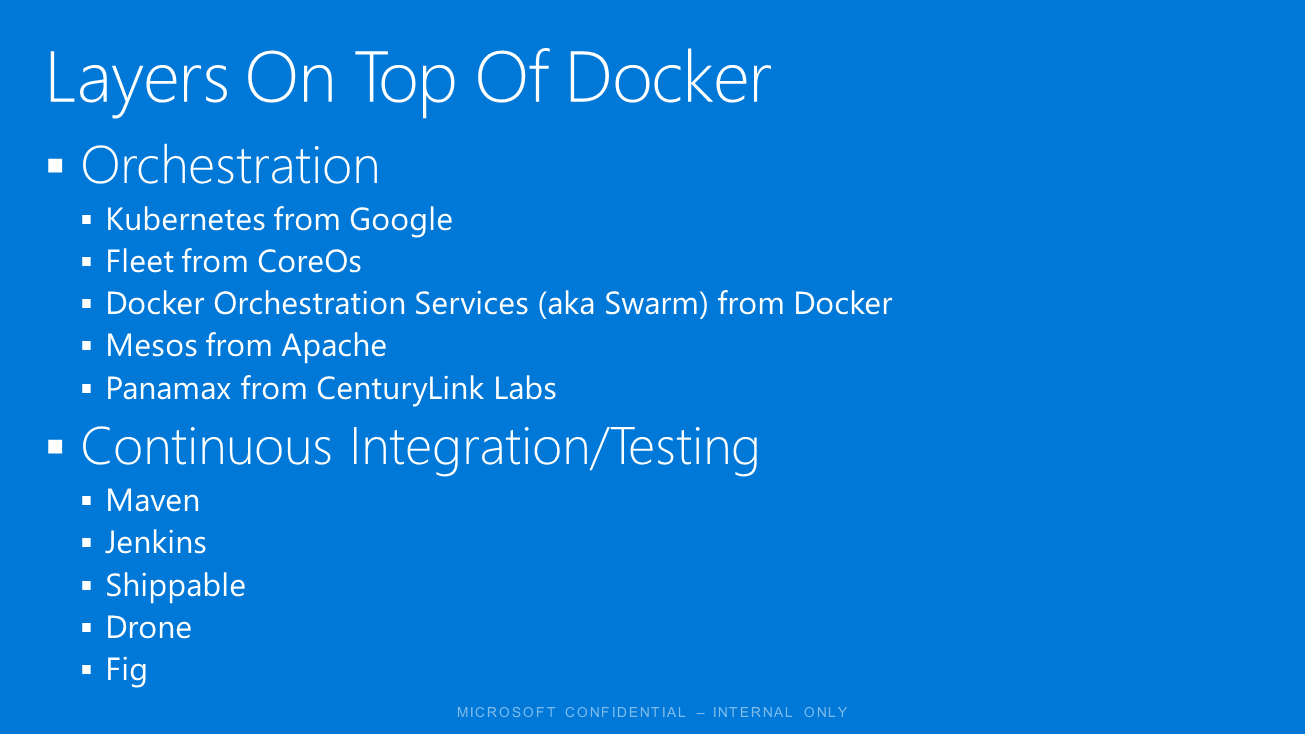 Layers On Top Of Docker
▪ Orchestration
▪ Kubernetes from Google
▪ Fleet from CoreOs
▪ Docker Orchestration Services (aka Swarm) from Docker
▪ Mesos from Apache
▪ Panamax from CenturyLink Labs
▪ Continuous Integration/Testing
▪ Maven
▪ Jenkins
▪ Shippable
▪ Drone
▪ Fig
MICROSOFT CONFIDENTIAL – INTERNAL ONLY